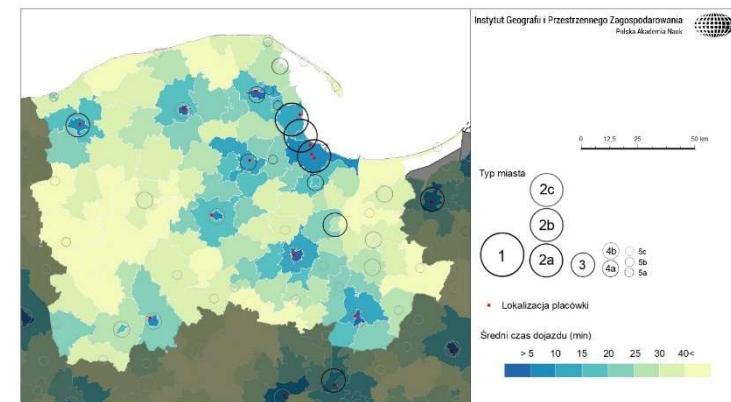 Instytut Geografii i Przestrzennego Zagospodarowania
Polska Akademia Nauk
0 12,5 25 50 km
Typ miasta
2c
2b
1 2a 3 4b 4a 5c 5b 5a
Lokalizacja placówki
Średni czas dojazdu (min)
> 5 10 15 20 25 30 40<